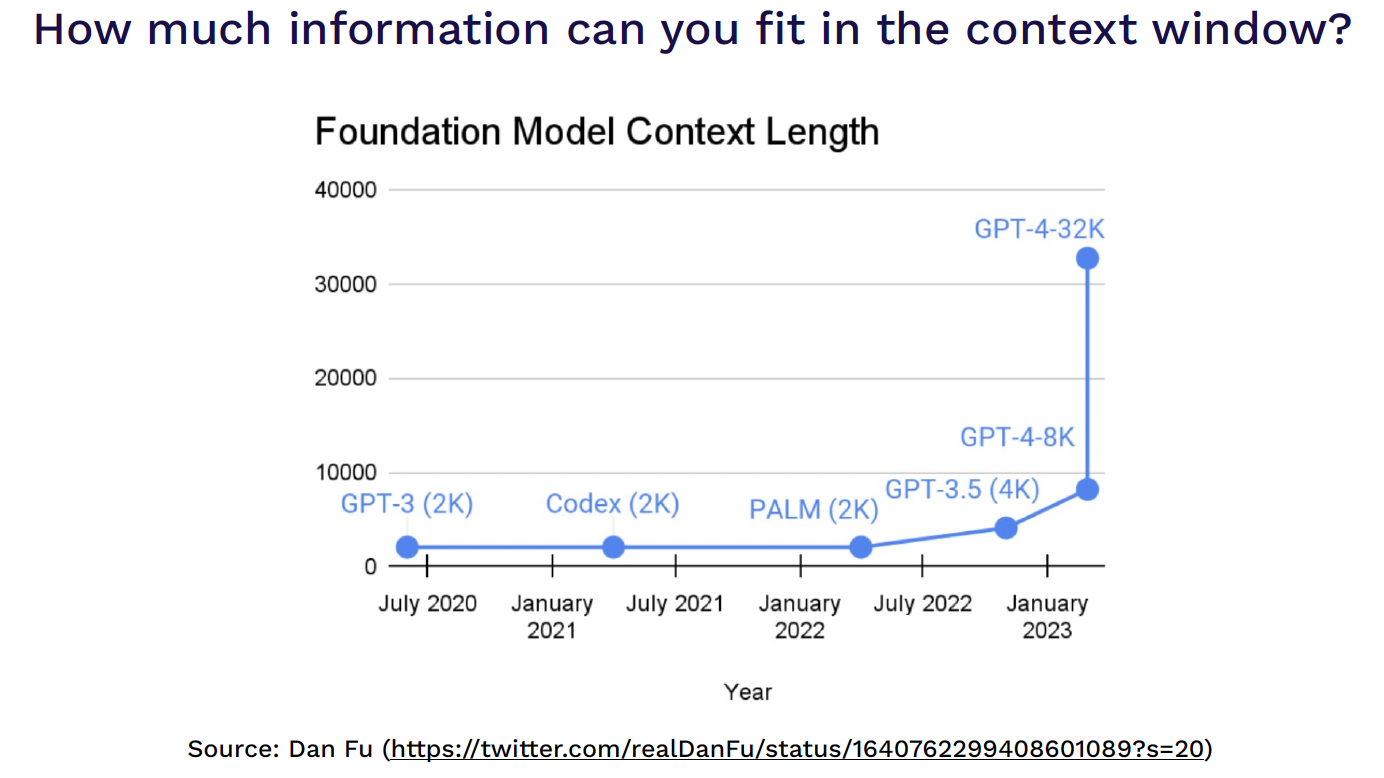 How much information can you fit in the context window?
Foundation Model Context Length
40000
GPT-4-32K
30000
20000
GPT-4-8K
10000
GPT-3 (2K)
Codex (2K)
PALM (2K)
GPT-3.5 (4K)
0
July 2020
January
2021
July 2021
January
2022
July 2022
January
2023
Year
Source: Dan Fu (https://twitter.com/realDanFu/status/1640762299408601089?s=20)